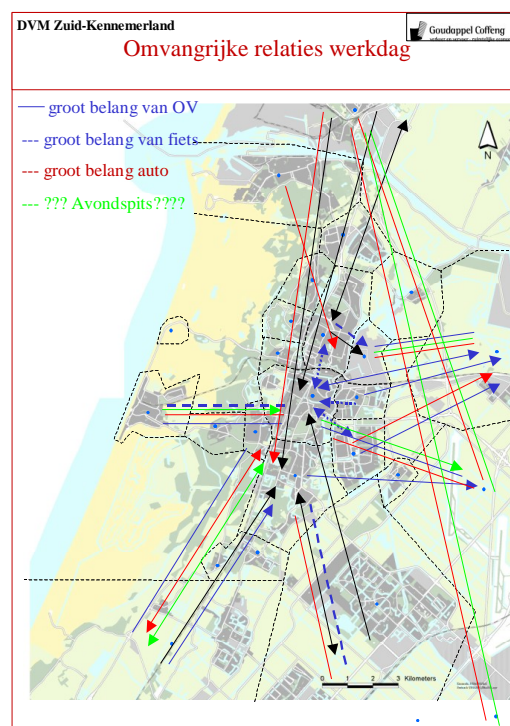 DVM Zuid-Kennemerland
Goudappel Coffeng
Omvangrijke relaties werkdag
groot belang van OV
--- groot belang van fiets
--- groot belang auto
--- ??? Avondspits????
N
0 1 2 3 Kilometers